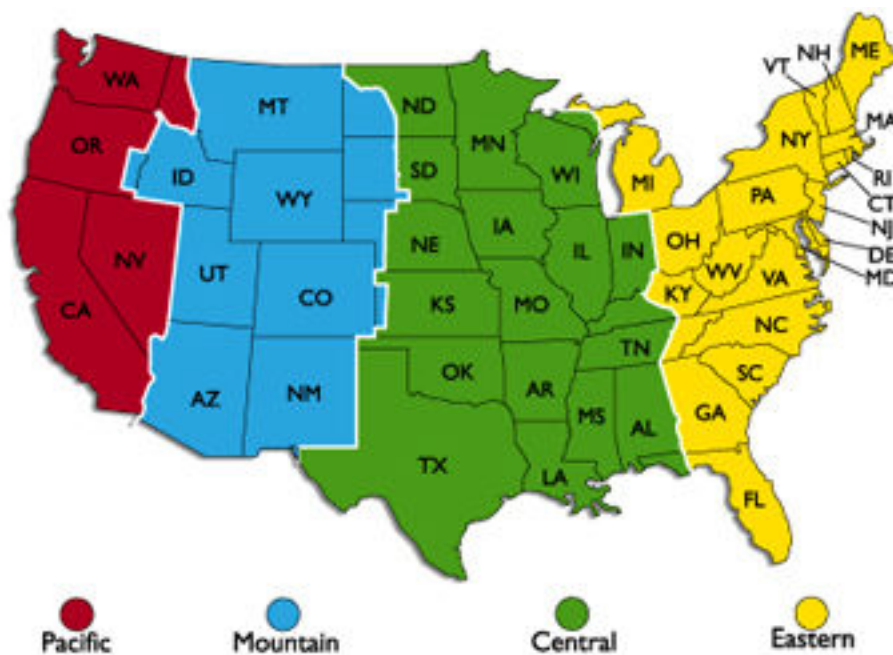 WA
MT
ND
MN
VT
NH
ME
OR
ID
WY
SD
WI
MI
NY
MA
RI
CT
NJ
DE
MD
PA
NV
UT
CO
NE
IA
IL
IN
OH
WV
VA
CA
KS
MO
KY
NC
AZ
NM
OK
AR
TN
SC
TX
LA
MS
AL
GA
FL
Pacific
Mountain
Central
Eastern